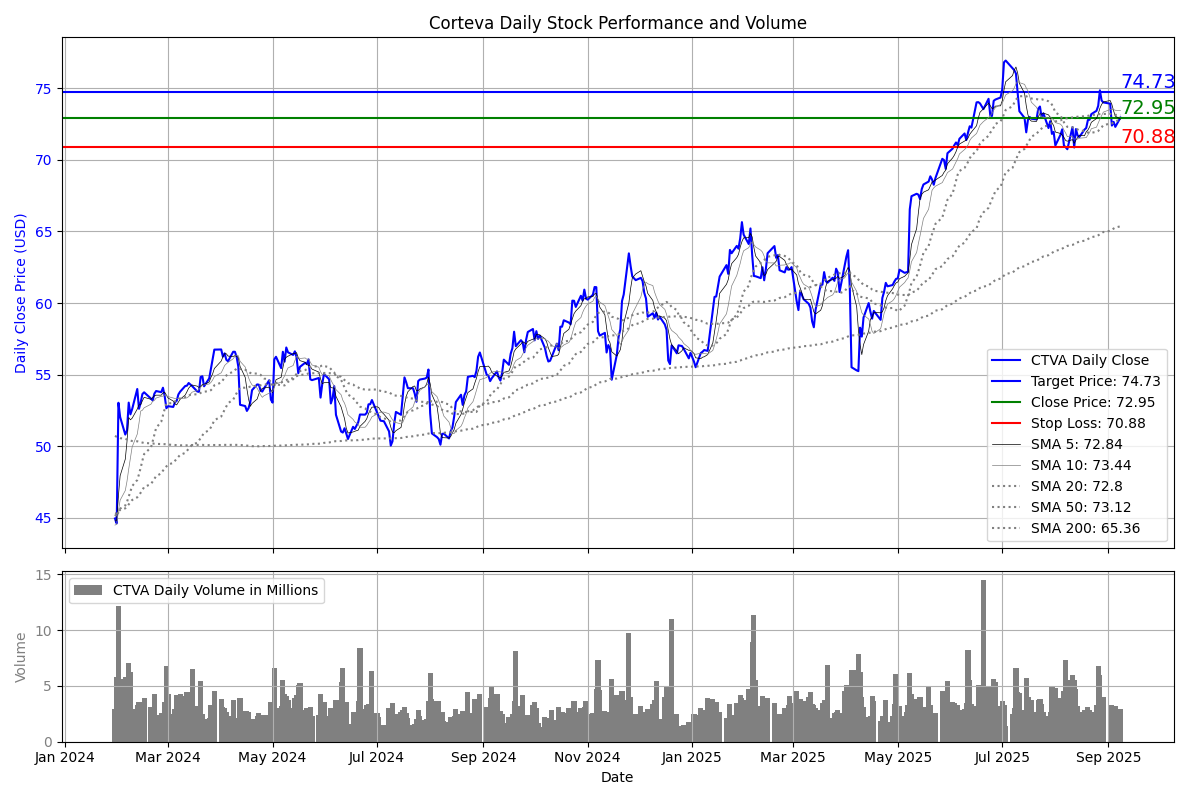 Corteva Daily Stock Performance and Volume
Daily Close Price (USD)
75
70
65
60
55
50
45
74.73
72.95
70.88
CTVA Daily Close
Target Price: 74.73
Close Price: 72.95
Stop Loss: 70.88
SMA 5: 72.84
SMA 10: 73.44
SMA 20: 72.8
SMA 50: 73.12
SMA 200: 65.36
Volume
15
10
5
0
CTVA Daily Volume in Millions
Jan 2024
Mar 2024
May 2024
Jul 2024
Sep 2024
Nov 2024
Jan 2025
Mar 2025
May 2025
Jul 2025
Sep 2025
Date